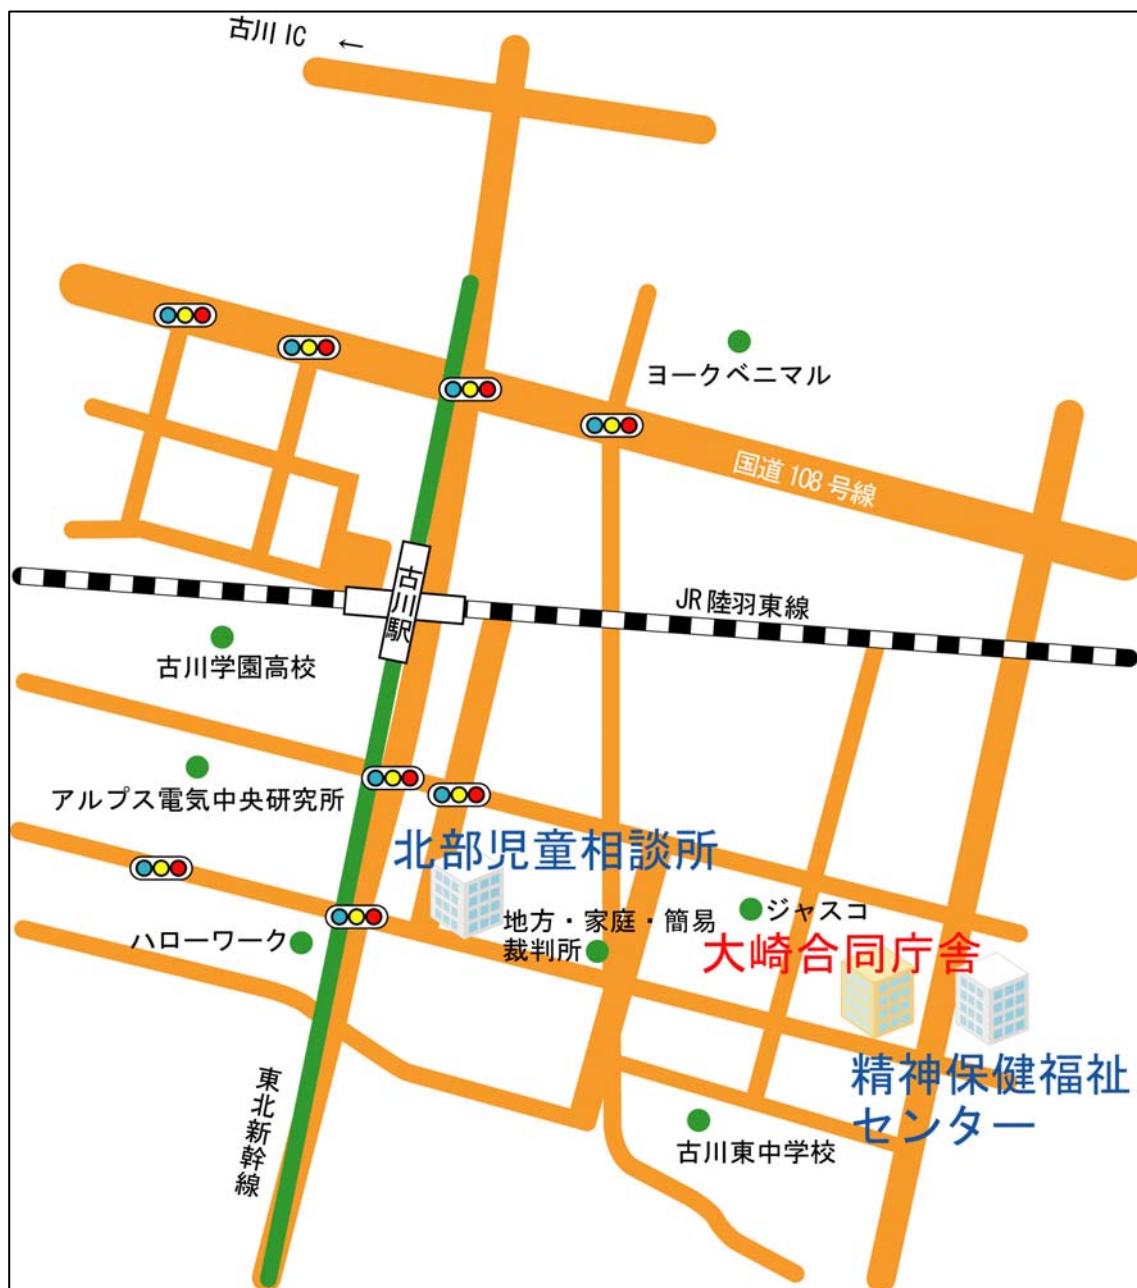 古川 IC ←
ヨークベニマル
国道 108 号線
古川駅
JR 陸羽東線
古川学園高校
アルプス電気中央研究所
北部児童相談所
地方・家庭・簡易
裁判所
ジャスコ
ハローワーク
大崎合同庁舎
精神保健福祉
センター
東北新幹線
古川東中学校